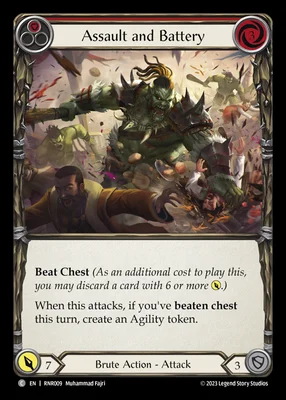 Assault and Battery
3
Beat Chest (As an additional cost to play this,
you may discard a card with 6 or more .)
When this attacks, if you've beaten chest
this turn, create an Agility token.
7
Brute Action - Attack
3
C EN | RNR009 Muhammad Fajri
© 2023 Legend Story Studios